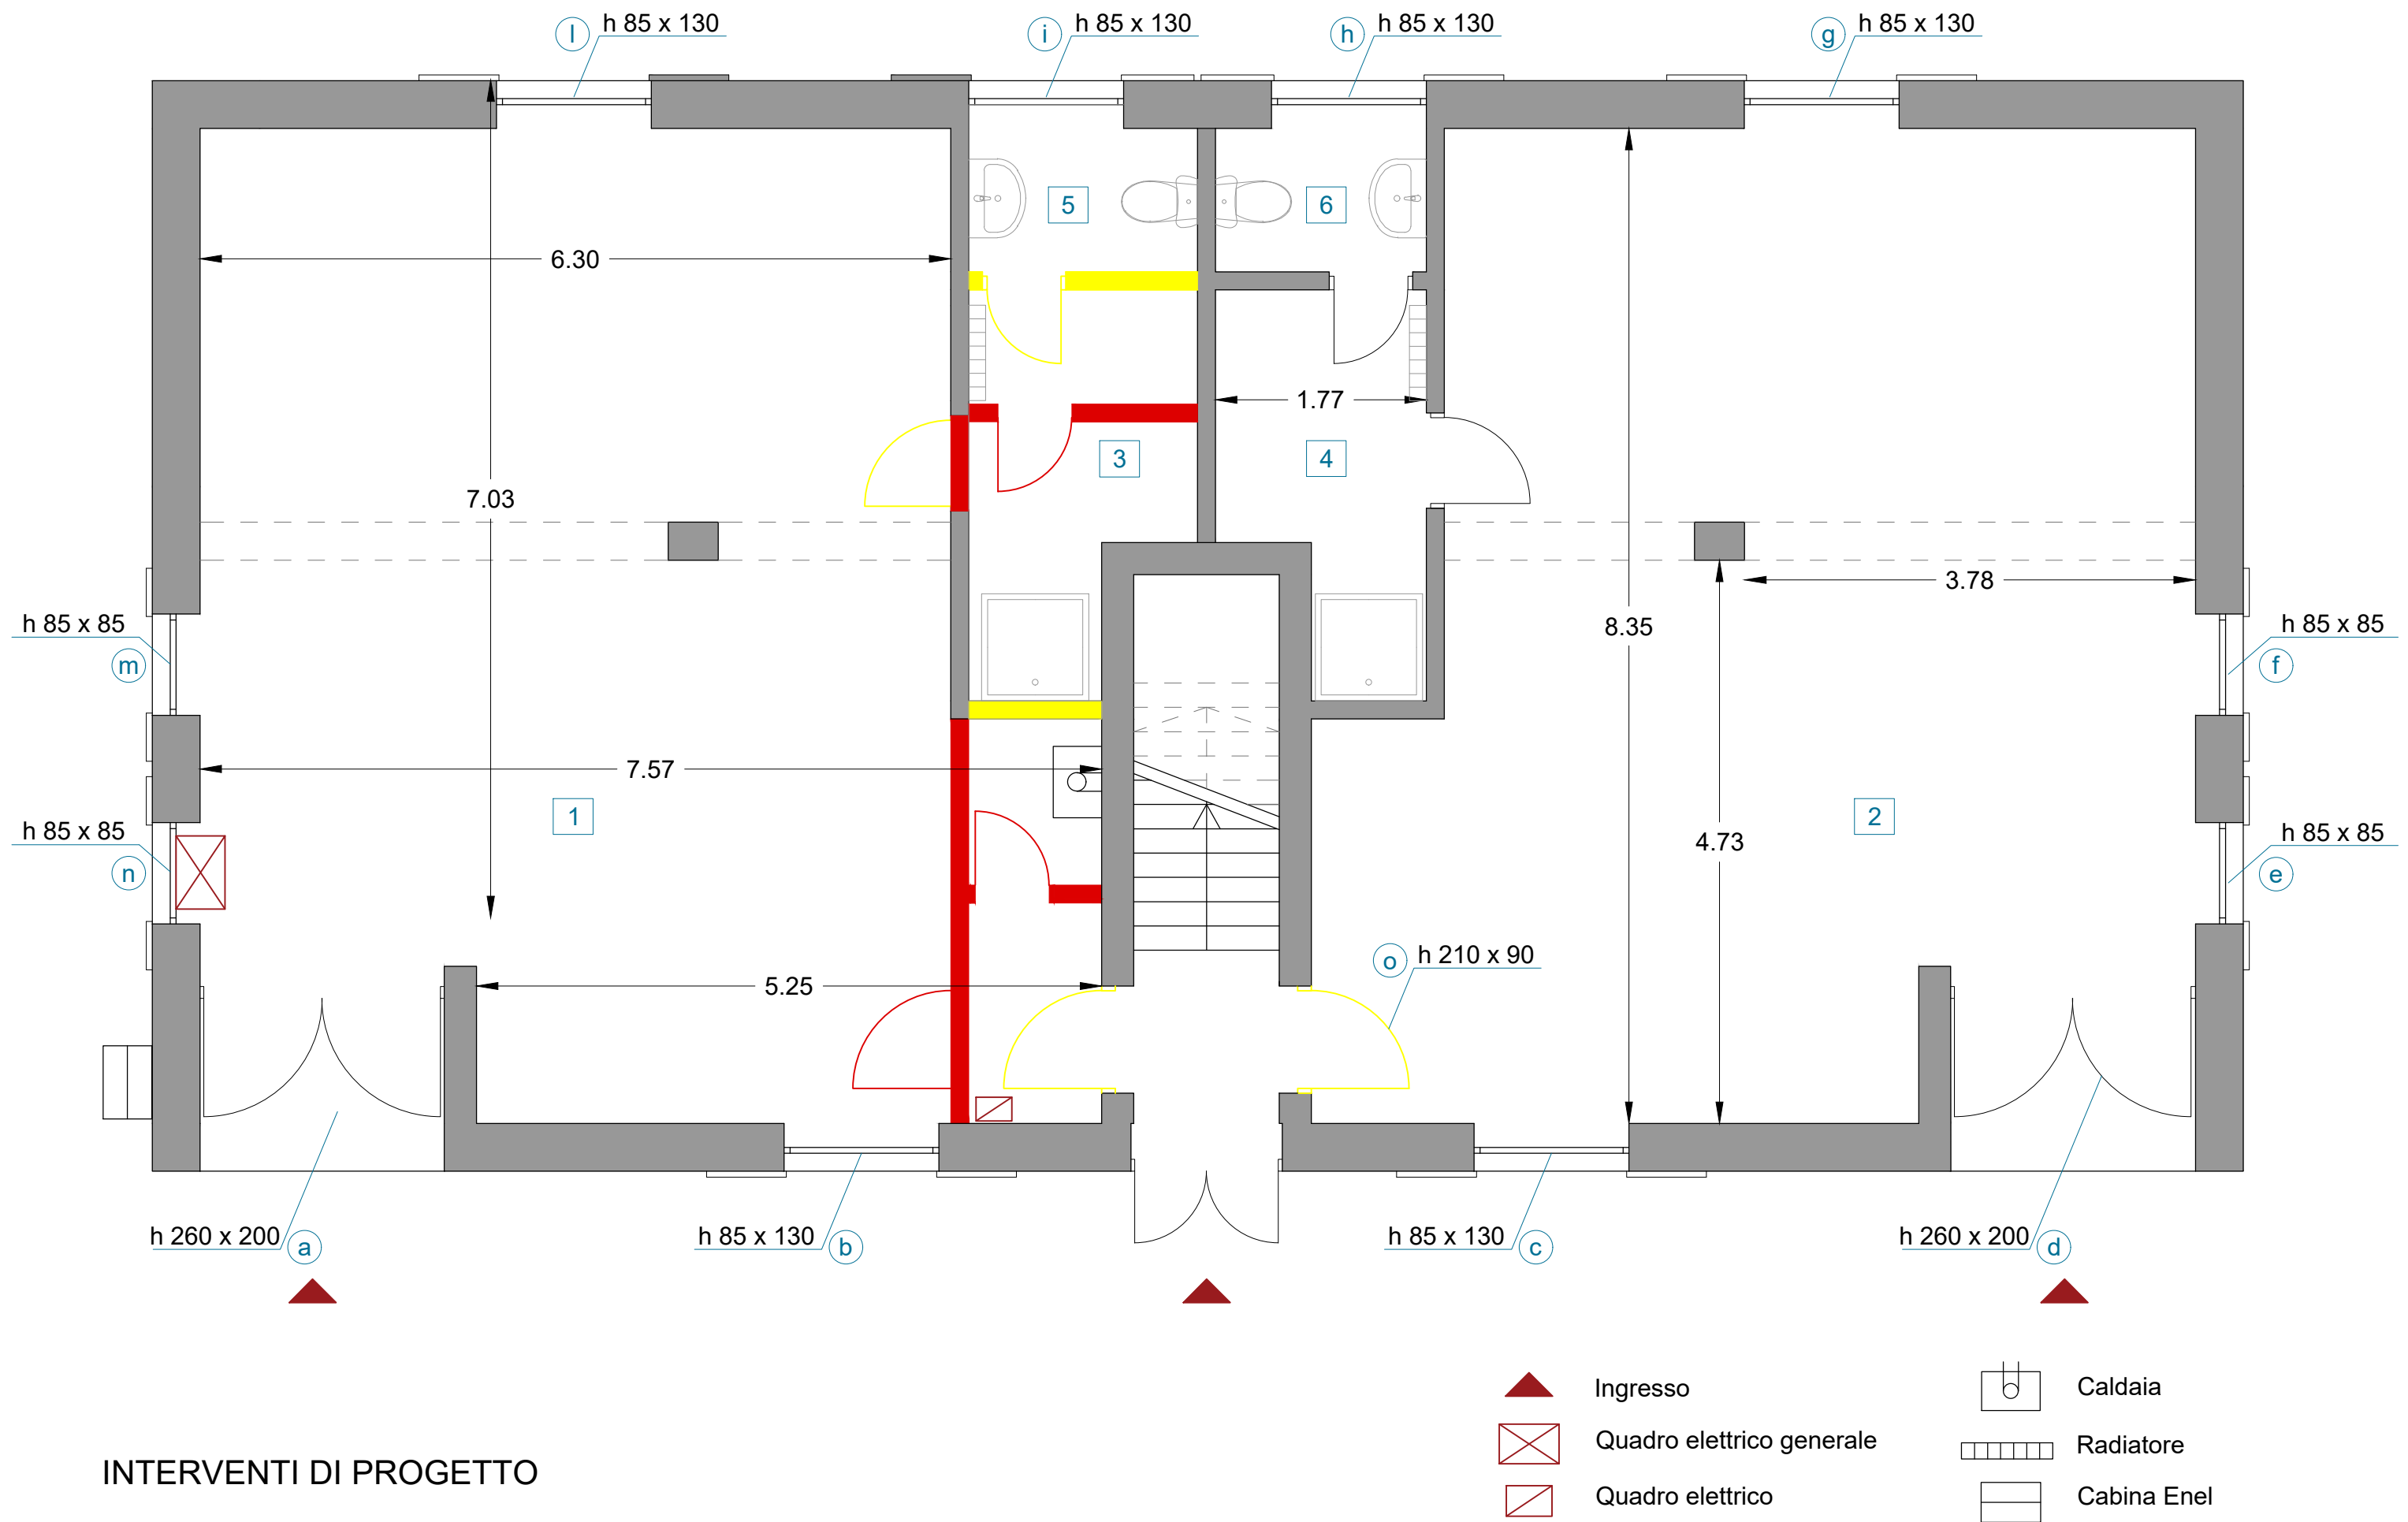 l h 85 x 130
i h 85 x 130
h h 85 x 130
g h 85 x 130
5
6
6.30
1.77
3
4
7.03
3.78
h 85 x 85
m
8.35
h 85 x 85
f
7.57
1
2
h 85 x 85
n
4.73
h 85 x 85
e
5.25
o h 210 x 90
h 260 x 200 a
h 85 x 130 b
h 85 x 130 c
h 260 x 200 d
Ingresso
Caldaia
Quadro elettrico generale
Radiatore
INTERVENTI DI PROGETTO
Quadro elettrico
Cabina Enel